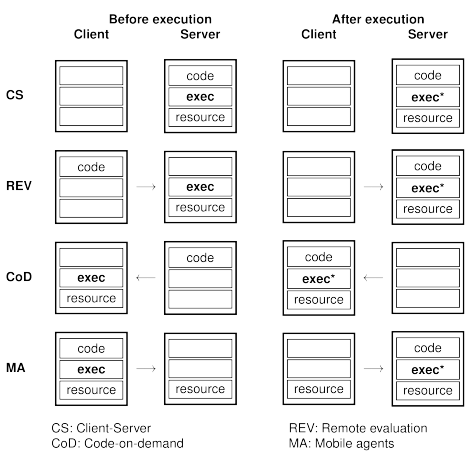 Before execution After execution
Client Server Client Server
CS code exec resource code exec* resource
REV code exec resource code exec* resource
CoD exec resource code code exec* resource
MA code exec resource resource resource code exec* resource
CS: Client-Server REV: Remote evaluation
CoD: Code-on-demand MA: Mobile agents